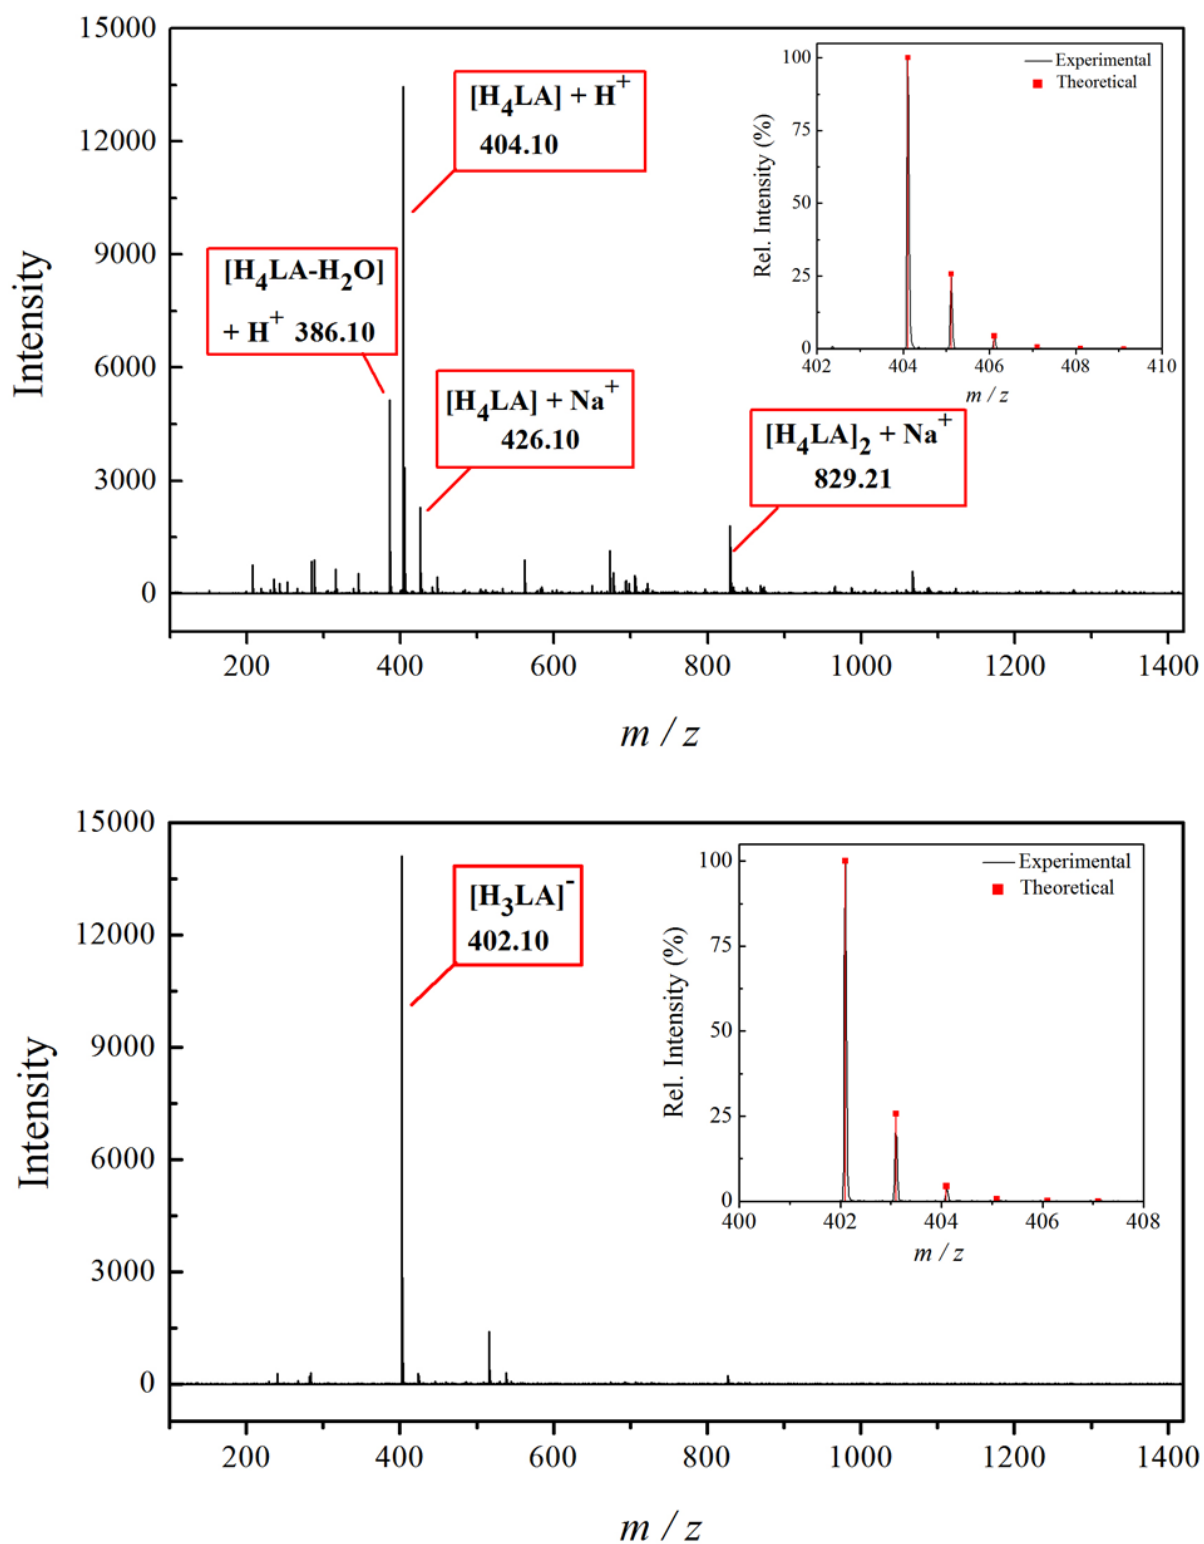 15000
12000
9000
6000
3000
0
Intensity
[H₄LA] + H⁺
404.10
[H₄LA-H₂O]
+ H⁺ 386.10
[H₄LA] + Na⁺
426.10
[H₄LA]₂ + Na⁺
829.21
100
75
50
25
0
Rel. Intensity (%)
Experimental
Theoretical
402 404 406 408 410
m / z
200 400 600 800 1000 1200 1400
m / z
15000
12000
9000
6000
3000
0
Intensity
[H₃LA]⁻
402.10
100
75
50
25
0
Rel. Intensity (%)
Experimental
Theoretical
400 402 404 406 408
m / z
200 400 600 800 1000 1200 1400
m / z